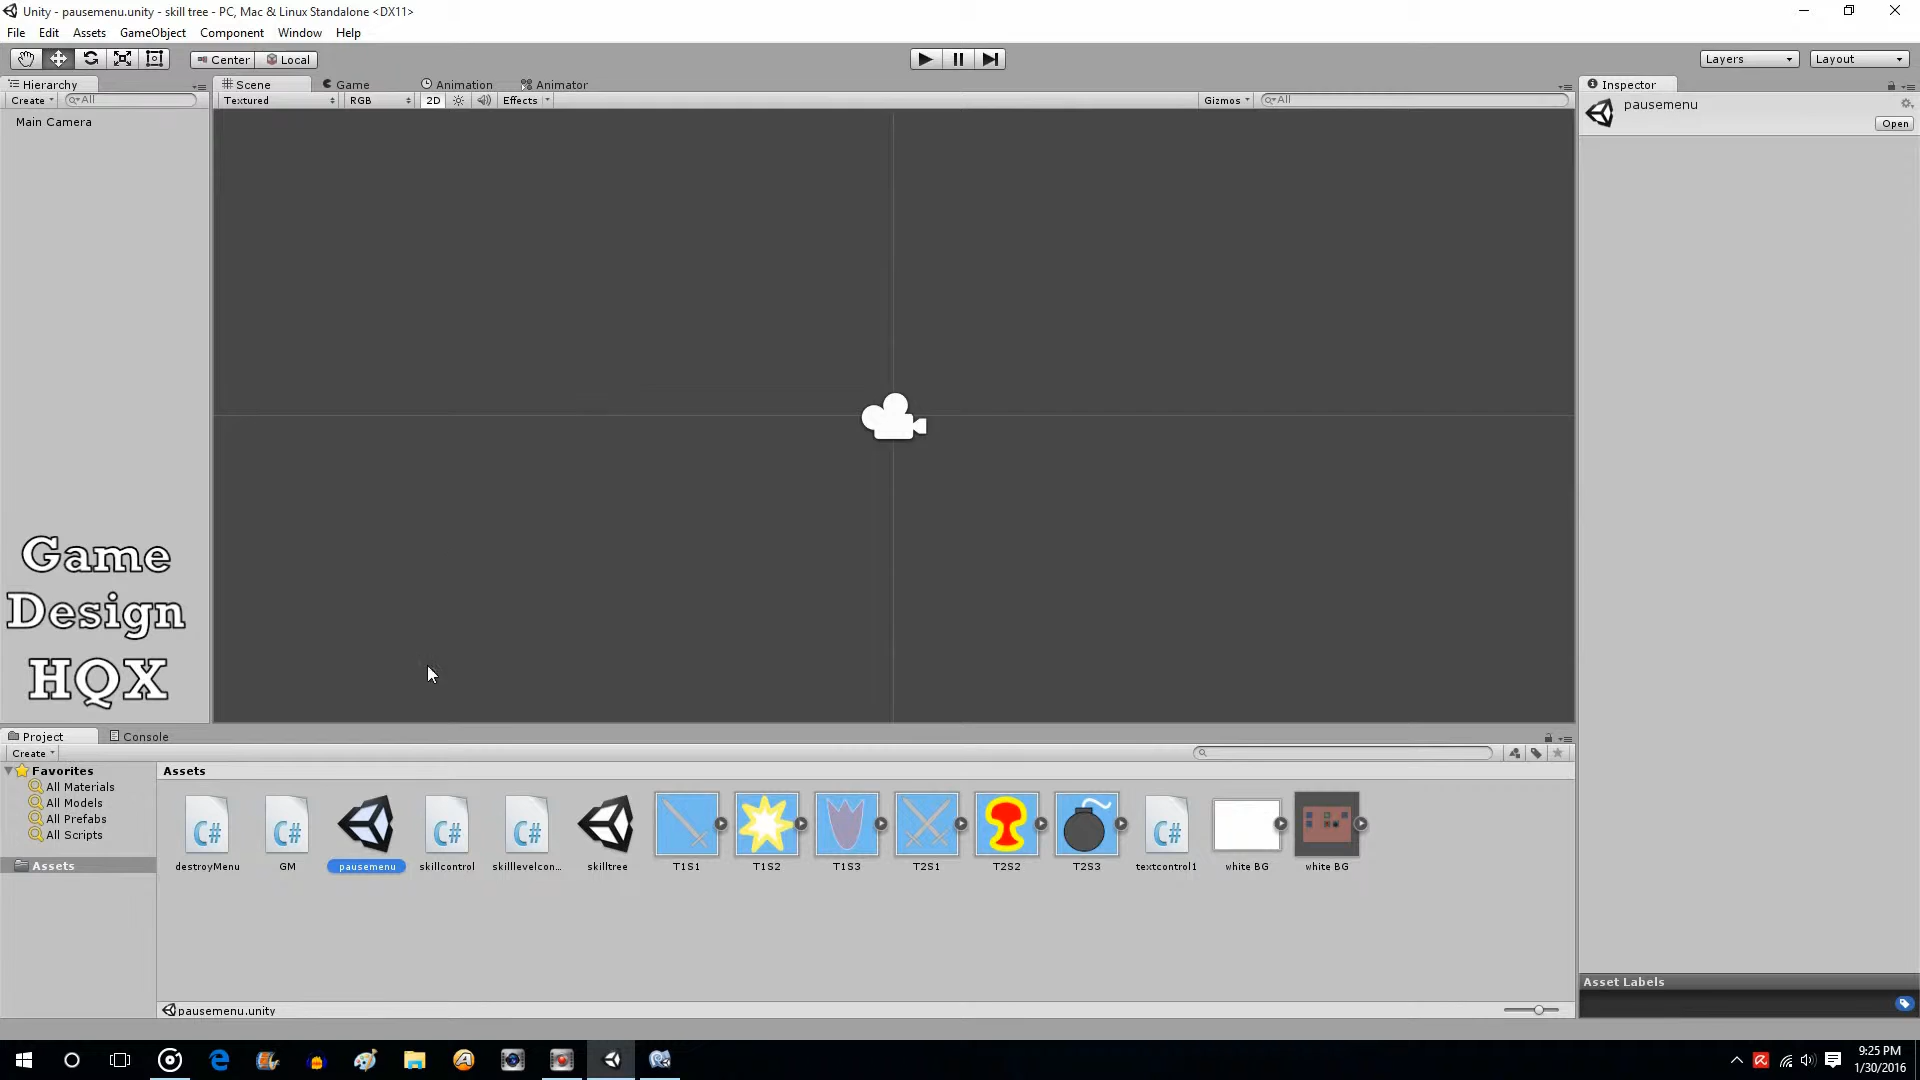 Unity - pausemenu.unity - skill tree - PC, Mac & Linux Standalone <DX11>
File Edit Assets GameObject Component Window Help
Center Local
Layers Layout
Hierarchy
Scene Game Animation Animator
Inspector
Create All
Textured RGB 2D Effects Gizmos All
pausemenu
Open
Main Camera
Game
Design
HQX
Project Console
Create
Favorites
All Materials
All Models
All Prefabs
All Scripts
Assets
Assets
C# C# C# C# C#
destroyMenu GM pausemenu skillcontrol skilllevelcon... skilltree T1S1 T1S2 T1S3 T2S1 T2S2 T2S3 textcontrol1 white BG white BG
pausemenu.unity
Asset Labels
9:25 PM
1/30/2016